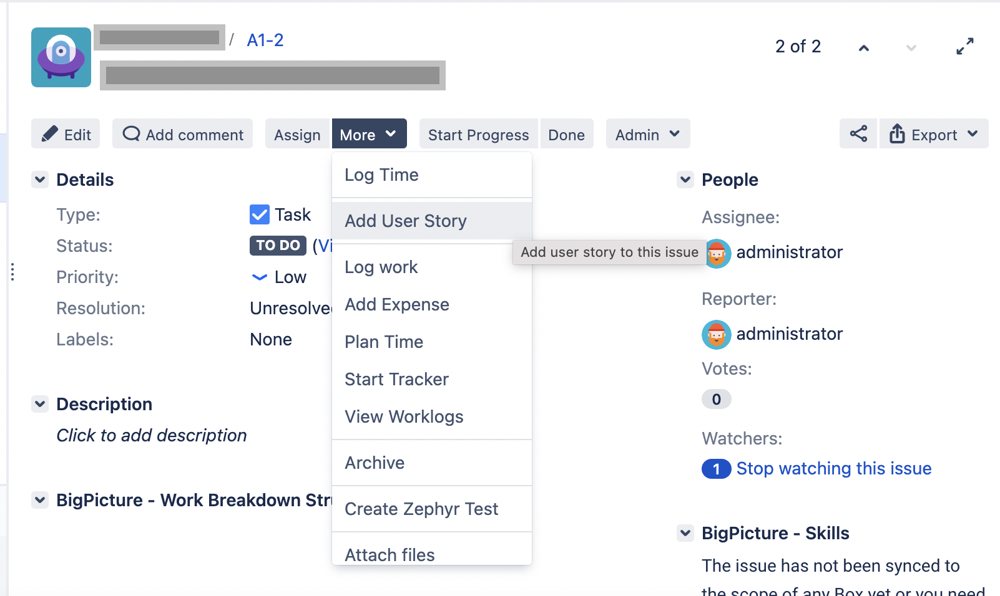 / A1-2
2 of 2
Edit
Add comment
Assign
More
Start Progress
Done
Admin
Export
Details
Type: Task
Status: TO DO (Vi
Priority: Low
Resolution: Unresolve
Labels: None
Description
Click to add description
BigPicture - Work Breakdown Str
Log Time
Add User Story
Add user story to this issue
Log work
Add Expense
Plan Time
Start Tracker
View Worklogs
Archive
Create Zephyr Test
Attach files
People
Assignee:
administrator
Reporter:
administrator
Votes:
0
Watchers:
1 Stop watching this issue
BigPicture - Skills
The issue has not been synced to
the scope of any Box yet or you need